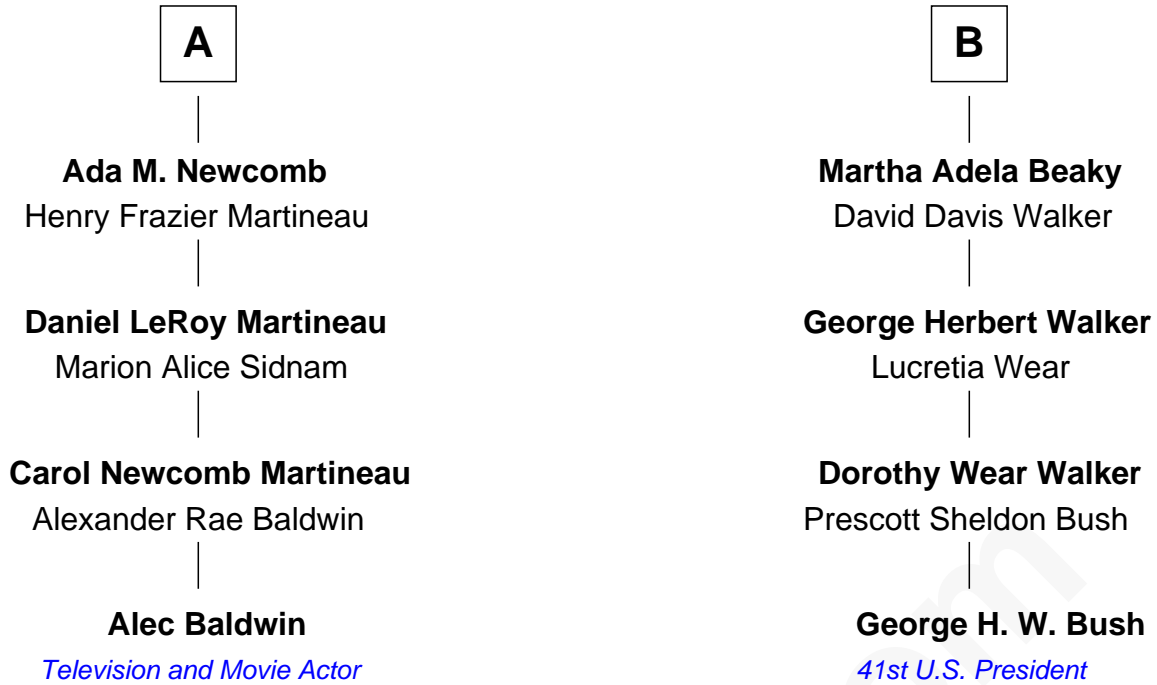 A
Ada M. Newcomb
Henry Frazier Martineau
Daniel LeRoy Martineau
Marion Alice Sidnam
Carol Newcomb Martineau
Alexander Rae Baldwin
Alec Baldwin
Television and Movie Actor
B
Martha Adela Beaky
David Davis Walker
George Herbert Walker
Lucretia Wear
Dorothy Wear Walker
Prescott Sheldon Bush
George H. W. Bush
41st U.S. President